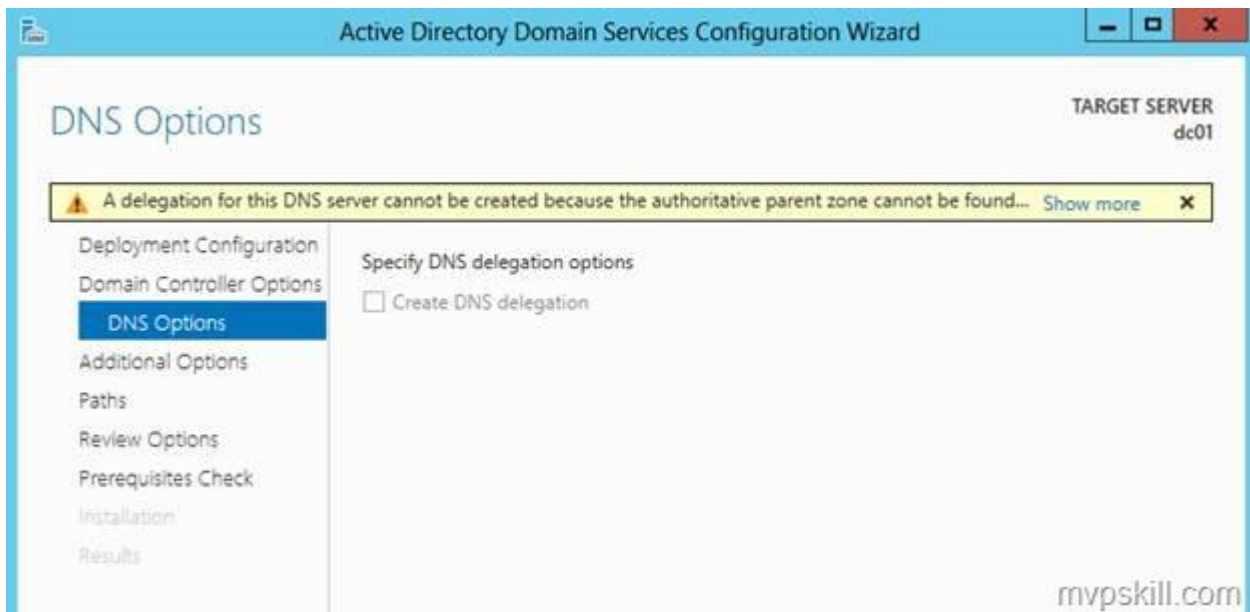 Active Directory Domain Services Configuration Wizard
DNS Options
TARGET SERVER
dc01
A delegation for this DNS server cannot be created because the authoritative parent zone cannot be found... Show more
Deployment Configuration
Domain Controller Options
DNS Options
Additional Options
Paths
Review Options
Prerequisites Check
Installation
Results
Specify DNS delegation options
Create DNS delegation
mvpskill.com